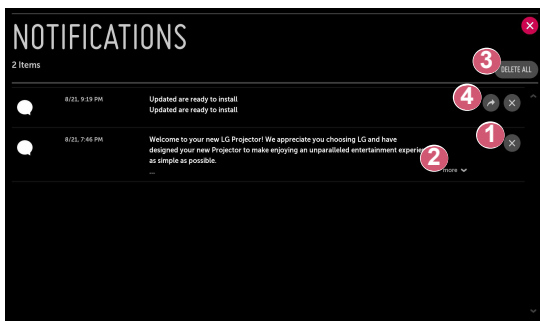 NOTIFICATIONS
2 Items
3
DELETE ALL
8/21, 9:19 PM
Updated are ready to install
Updated are ready to install
4
8/21, 7:46 PM
Welcome to your new LG Projector! We appreciate you choosing LG and have
designed your new Projector to make enjoying an unparalleled entertainment
as simple as possible.
...
1
2
more